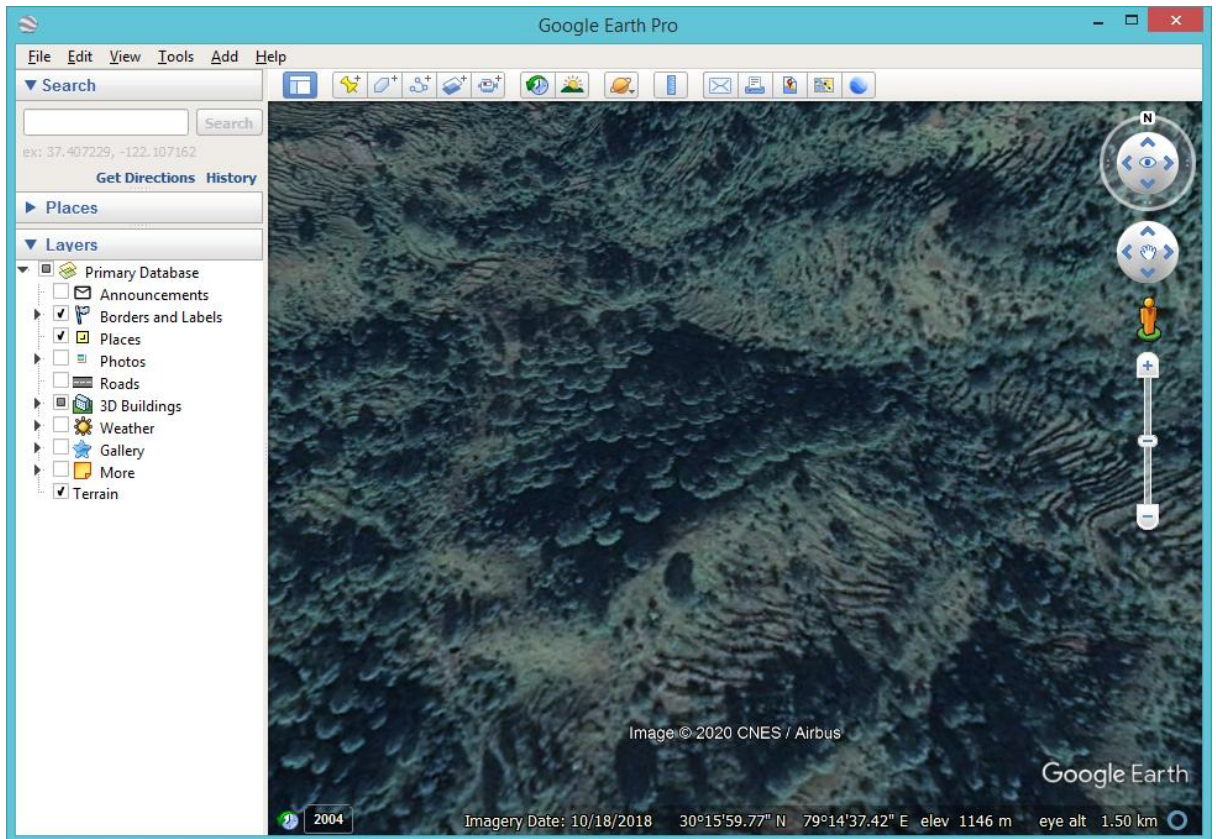 Google Earth Pro
File Edit View Tools Add Help
Search
Search
ex: 37.407229, -122.107162
Get Directions History
Places
Layers
Primary Database
Announcements
Borders and Labels
Places
Photos
Roads
3D Buildings
Weather
Gallery
More
Terrain
N
Image © 2020 CNES / Airbus
Google Earth
2004 Imagery Date: 10/18/2018 30°15'59.77" N 79°14'37.42" E elev 1146 m eye alt 1.50 km